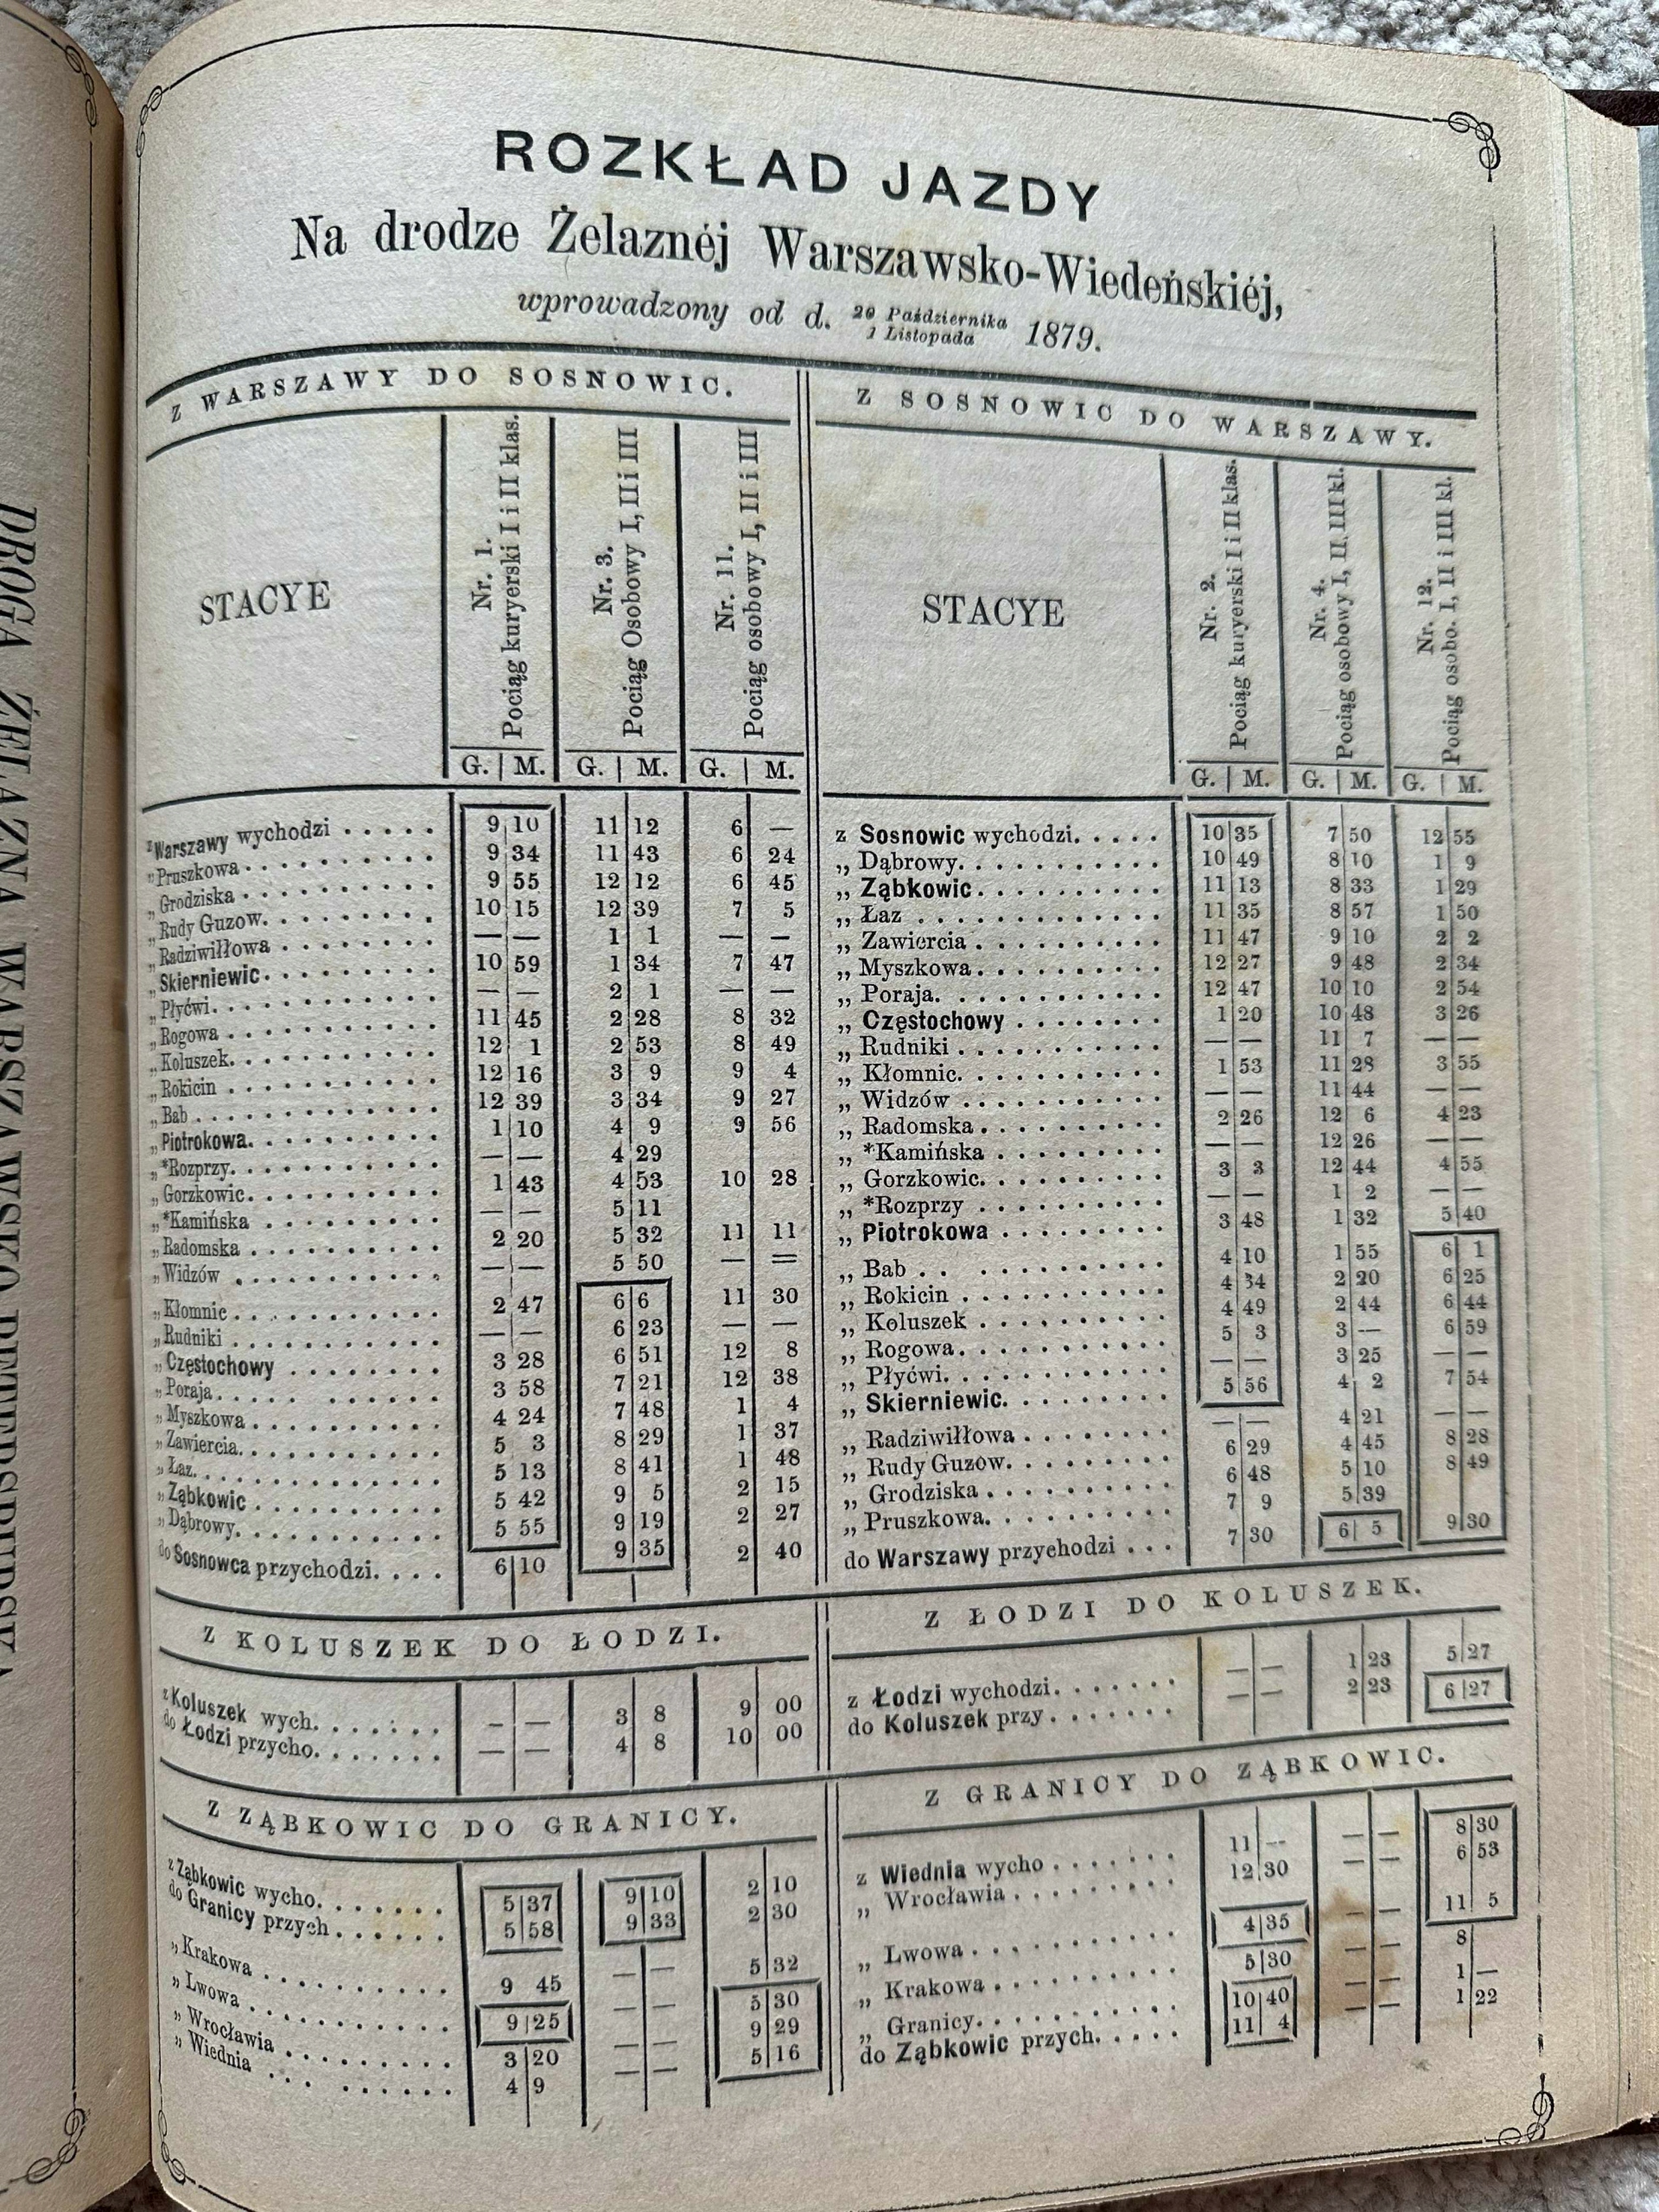 ROZKŁAD JAZDY
Na drodze Żelaznéj Warszawsko-Wiedeńskiéj,
wprowadzony od d. 20 Października / 1 Listopada 1879.
Z WARSZAWY DO SOSNOWIC.
STACYE
Nr. 1. Pociąg kuryerski I i II klas.
Nr. 3. Pociąg Osobowy I, II i III
Nr. 11. Pociąg osobowy I, II i III
G. | M. G. | M. G. | M.
z Warszawy wychodzi . . . . . 9 10 11 12 6 —
„ Pruszkowa . . . . . 9 34 11 43 6 24
„ Grodziska . . . . . 9 55 12 12 6 45
„ Rudy Guzow. . . . . 10 15 12 39 7 5
„ Radziwiłłowa . . . . . — — 1 1 — —
„ Skierniewic . . . . . 10 59 1 34 7 47
„ Płyćwi. . . . . — — 2 1 — —
„ Rogowa . . . . . 11 45 2 28 8 32
„ Koluszek. . . . . 12 1 2 53 8 49
„ Rokicin . . . . . 12 16 3 9 9 4
„ Bab . . . . . 12 39 3 34 9 27
„ Piotrokowa. . . . . 1 10 4 9 9 56
„ *Rozprzy. . . . . — — 4 29
„ Gorzkowic. . . . . 1 43 4 53 10 28
„ *Kamińska . . . . . — — 5 11
„ Radomska . . . . . 2 20 5 32 11 11
„ Widzów . . . . . — — 5 50 — =
„ Kłomnic . . . . . 2 47 6 6 11 30
„ Rudniki . . . . . — — 6 23 — —
„ Częstochowy . . . . . 3 28 6 51 12 8
„ Poraja . . . . . 3 58 7 21 12 38
„ Myszkowa . . . . . 4 24 7 48 1 4
„ Zawiercia. . . . . 5 3 8 29 1 37
„ Łaz. . . . . 5 13 8 41 1 48
„ Ząbkowic . . . . . 5 42 9 5 2 15
„ Dąbrowy. . . . . 5 55 9 19 2 27
do Sosnowca przychodzi. . . . 6 10 9 35 2 40
Z SOSNOWIC DO WARSZAWY.
STACYE
Nr. 2. Pociąg kuryerski I i II klas.
Nr. 4. Pociąg osobowy I, II, III kl.
Nr. 12. Pociąg osobo. I, II i III kl.
G. | M. G. | M. G. | M.
z Sosnowic wychodzi. . . . . 10 35 7 50 12 55
„ Dąbrowy. . . . . 10 49 8 10 1 9
„ Ząbkowic . . . . . 11 13 8 33 1 29
„ Łaz . . . . . 11 35 8 57 1 50
„ Zawiercia . . . . . 11 47 9 10 2 2
„ Myszkowa . . . . . 12 27 9 48 2 34
„ Poraja. . . . . 12 47 10 10 2 54
„ Częstochowy . . . . . 1 20 10 48 3 26
„ Rudniki . . . . . — — 11 7 — —
„ Kłomnic. . . . . 1 53 11 28 3 55
„ Widzów . . . . . — — 11 44 — —
„ Radomska . . . . . 2 26 12 6 4 23
„ *Kamińska . . . . . — — 12 26 — —
„ Gorzkowic. . . . . 3 3 12 44 4 55
„ *Rozprzy . . . . . — — 1 2 — —
„ Piotrokowa . . . . . 3 48 1 32 5 40
„ Bab . . . . . 4 10 1 55 6 1
„ Rokicin . . . . . 4 34 2 20 6 25
„ Koluszek . . . . . 4 49 2 44 6 44
„ Rogowa . . . . . 5 3 3 — 6 59
„ Płyćwi. . . . . — — 3 25 — —
„ Skierniewic. . . . . 5 56 4 2 7 54
„ Radziwiłłowa . . . . . — — 4 21 — —
„ Rudy Guzow. . . . . 6 29 4 45 8 28
„ Grodziska . . . . . 6 48 5 10 8 49
„ Pruszkowa. . . . . 7 9 5 39
do Warszawy przychodzi . . . 7 30 6 5 9 30
Z KOLUSZEK DO ŁODZI.
z Koluszek wych. . . . . — — 3 8 9 00
do Łodzi przycho. . . . . — — 4 8 10 00
Z ŁODZI DO KOLUSZEK.
z Łodzi wychodzi. . . . . — — 1 23 5 27
do Koluszek przy. . . . . — — 2 23 6 27
Z ZĄBKOWIC DO GRANICY.
z Ząbkowic wycho. . . . . 5 37 9 10 2 10
do Granicy przych . . . . . 5 58 9 33 2 30
„ Krakowa . . . . . 9 45 — — 5 32
„ Lwowa . . . . . 9 25 — — 5 30
„ Wrocławia . . . . . 3 20 — — 9 29
„ Wiednia . . . . . 4 9 — — 5 16
Z GRANICY DO ZĄBKOWIC.
z Wiednia wycho . . . . . 11 — — — 8 30
„ Wrocławia . . . . . 12 30 — — 6 53
„ Lwowa . . . . . 4 35 — — 11 5
„ Krakowa . . . . . 5 30 — — 8
„ Granicy. . . . . 10 40 — — 1 —
do Ząbkowic przych. . . . . 11 4 — — 1 22
DROGA ŻELAZNA WARSZAWSKO PETERSBURSKA